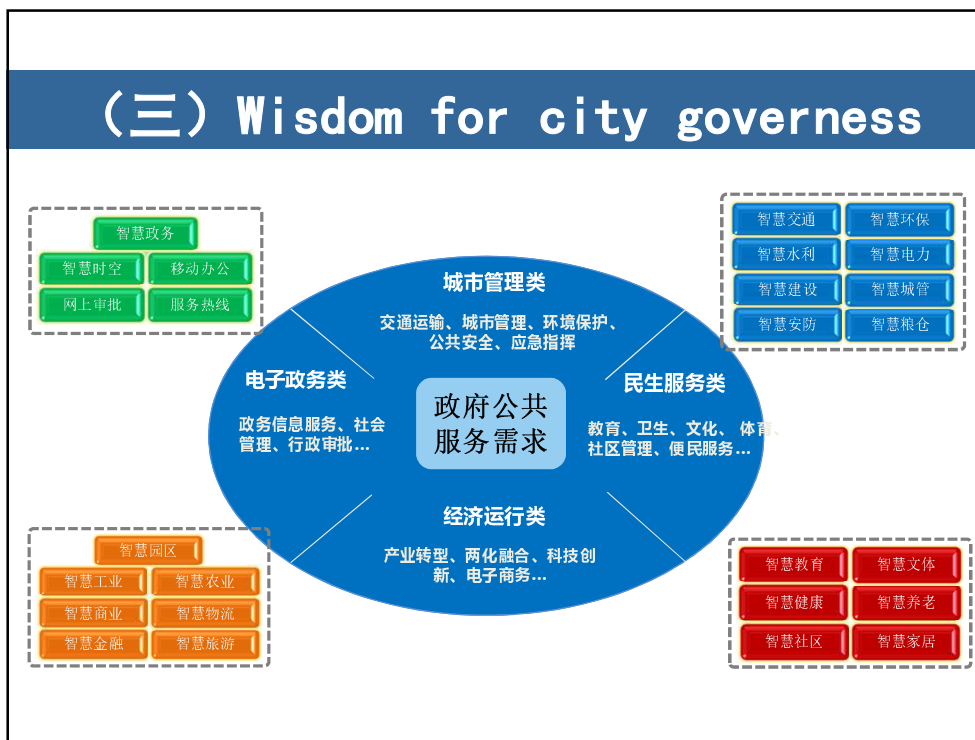 （三）Wisdom for city governess
智慧政务
智慧时空 移动办公
网上审批 服务热线
智慧交通 智慧环保
智慧水利 智慧电力
智慧建设 智慧城管
智慧安防 智慧粮仓
城市管理类
交通运输、城市管理、环境保护、
公共安全、应急指挥
电子政务类
政务信息服务、社会
管理、行政审批…
政府公共
服务需求
民生服务类
教育、卫生、文化、 体育、
社区管理、便民服务…
经济运行类
产业转型、两化融合、科技创
新、电子商务…
智慧园区
智慧工业 智慧农业
智慧商业 智慧物流
智慧金融 智慧旅游
智慧教育 智慧文体
智慧健康 智慧养老
智慧社区 智慧家居